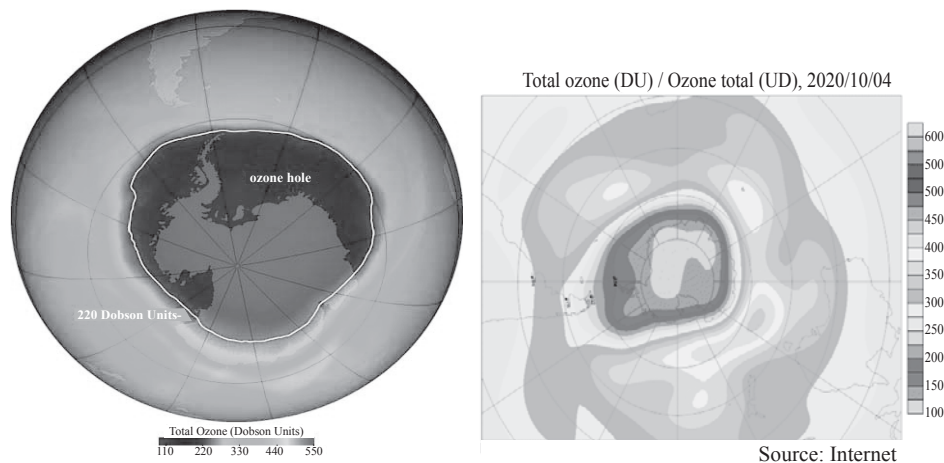 ozone hole
220 Dobson Units-
Total Ozone (Dobson Units)
110 220 330 440 550
Total ozone (DU) / Ozone total (UD), 2020/10/04
600
550
500
450
400
350
300
250
200
150
100
Source: Internet